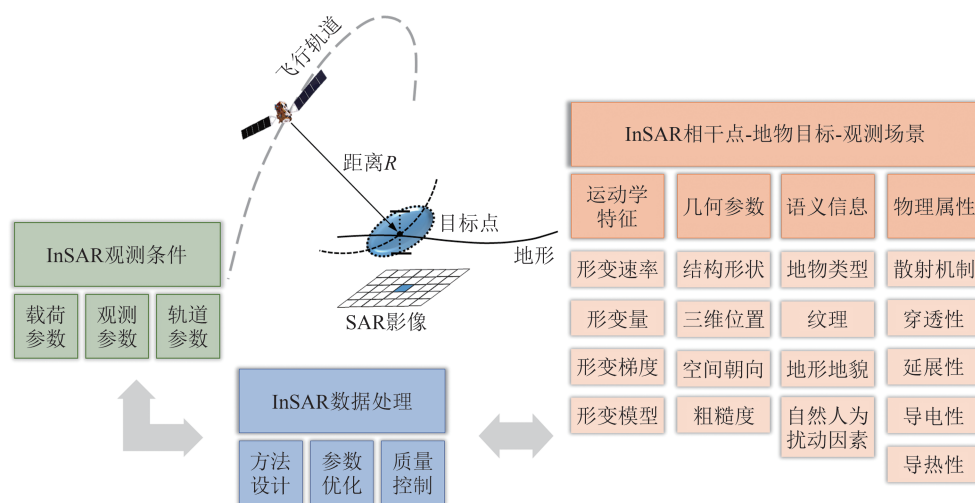 飞行轨道
距离R
目标点
地形
SAR影像
InSAR观测条件
载荷
参数
观测
参数
轨道
参数
InSAR数据处理
方法
设计
参数
优化
质量
控制
InSAR相干点-地物目标-观测场景
运动学
特征
形变速率
形变量
形变梯度
形变模型
几何参数
结构形状
三维位置
空间朝向
粗糙度
语义信息
地物类型
纹理
地形地貌
自然人为
扰动因素
物理属性
散射机制
穿透性
延展性
导电性
导热性